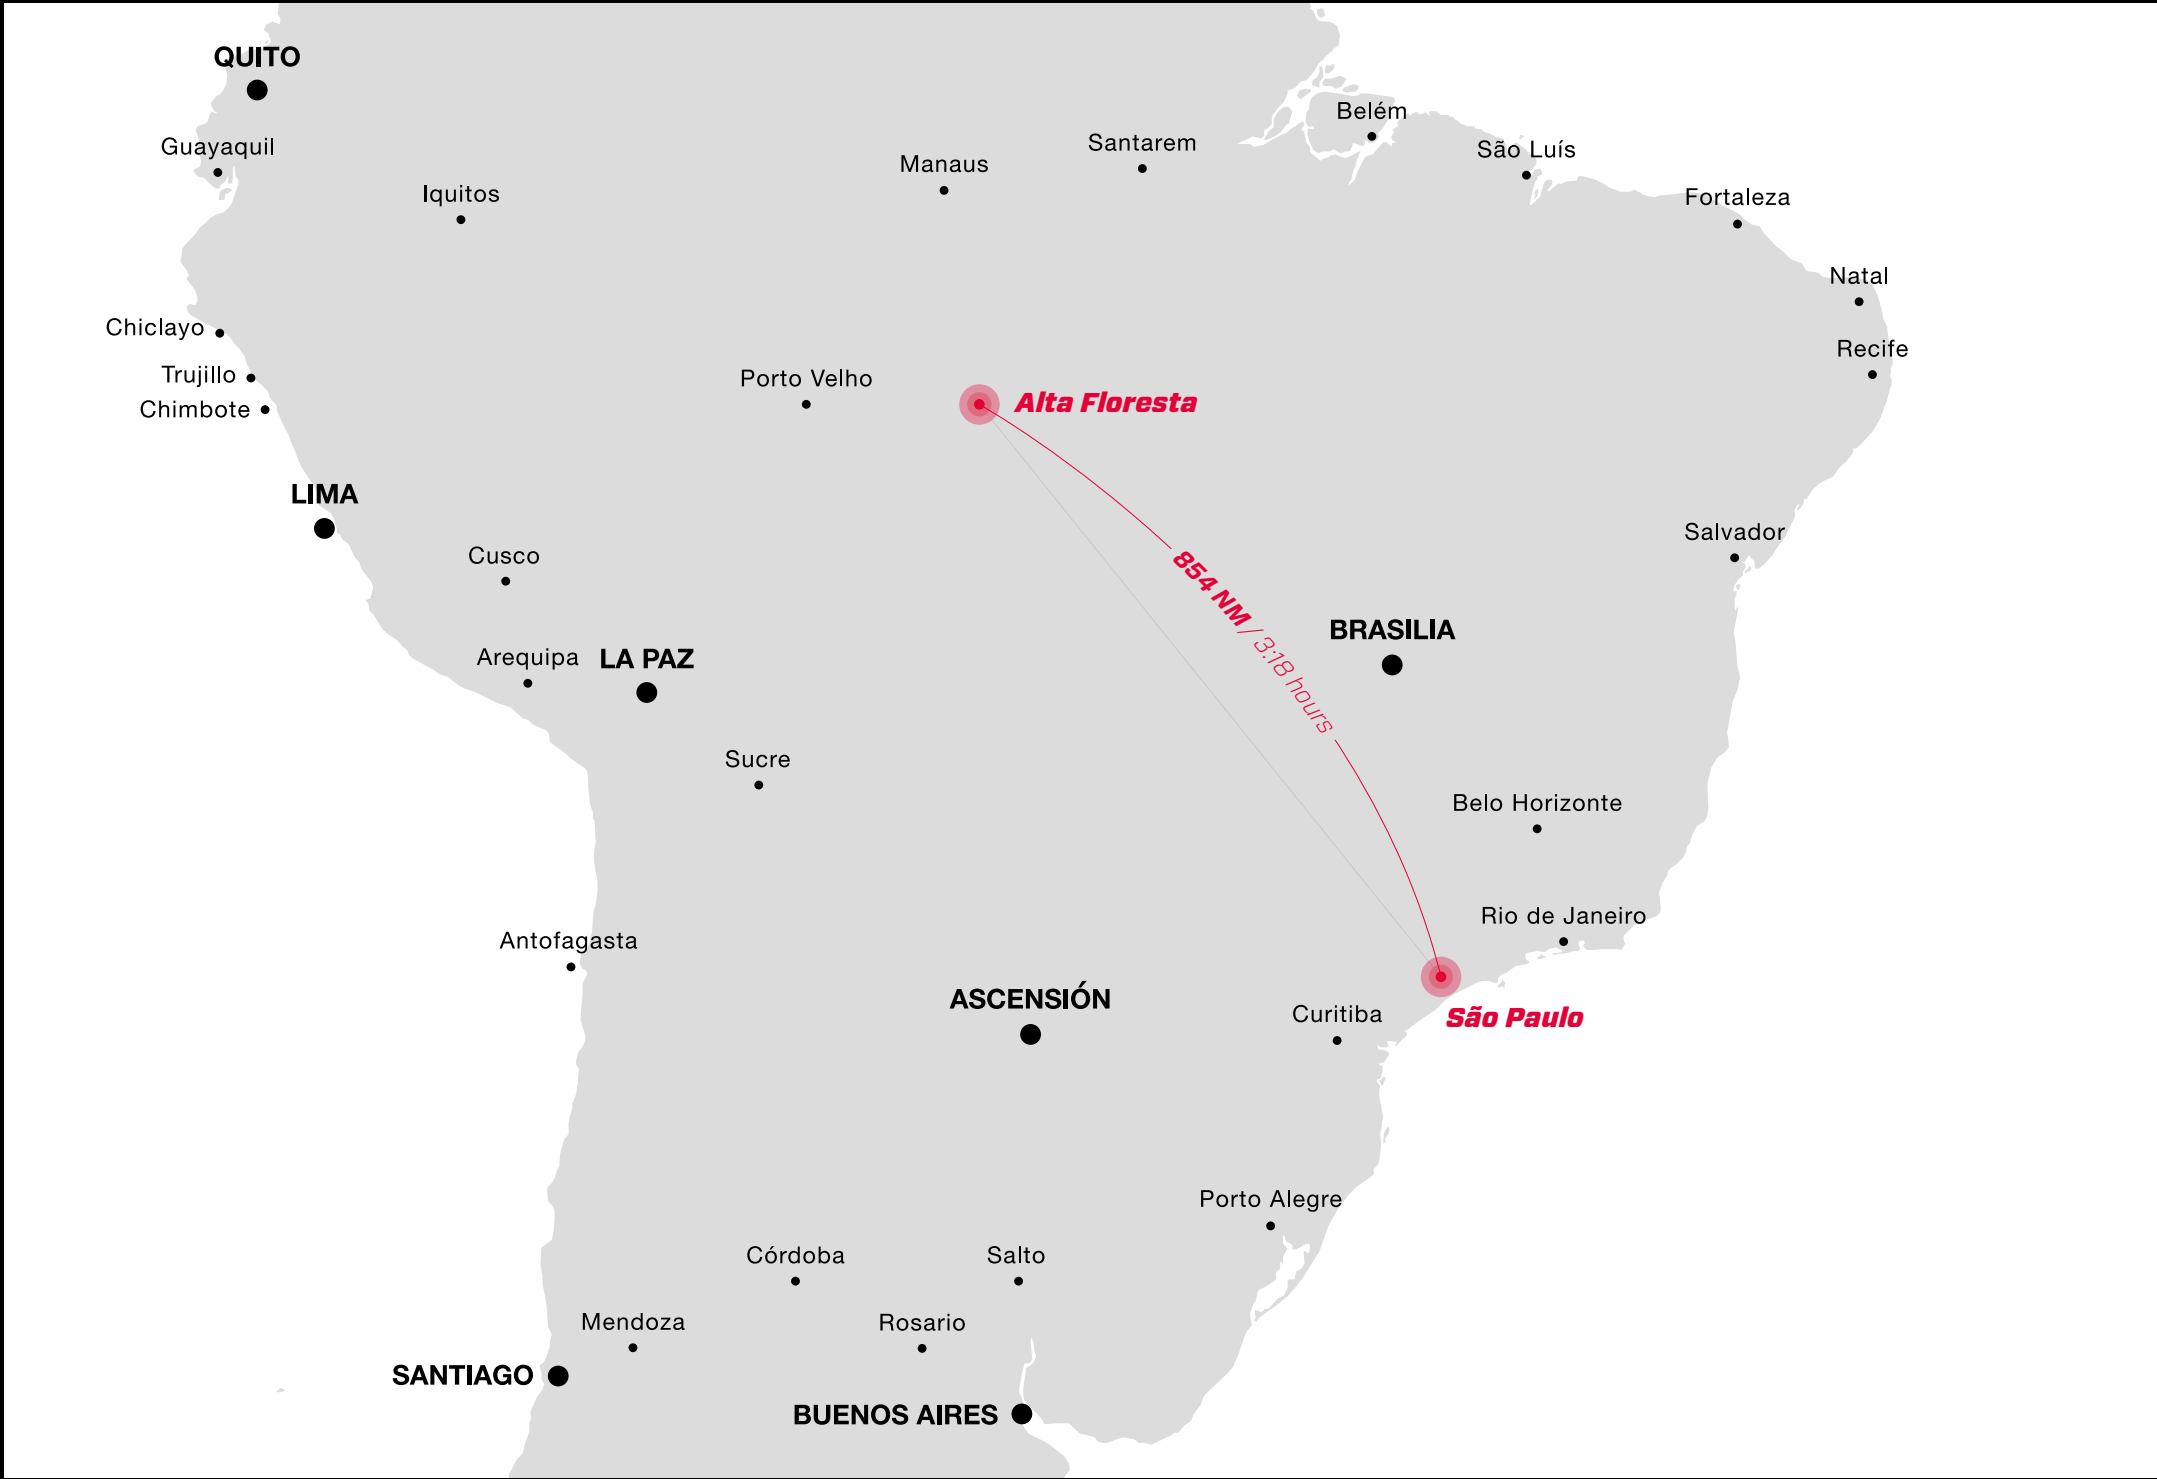 QUITO
Belém
Santarem
Guayaquil
São Luís
Manaus
Iquitos
Fortaleza
Natal
Chiclayo
Recife
Trujillo
Porto Velho
Alta Floresta
Chimbote
LIMA
Salvador
Cusco
854 NM / 3:18 hours
BRASILIA
Arequipa
LA PAZ
Sucre
Belo Horizonte
Rio de Janeiro
Antofagasta
ASCENSIÓN
Curitiba
São Paulo
Porto Alegre
Córdoba
Salto
Mendoza
Rosario
SANTIAGO
BUENOS AIRES